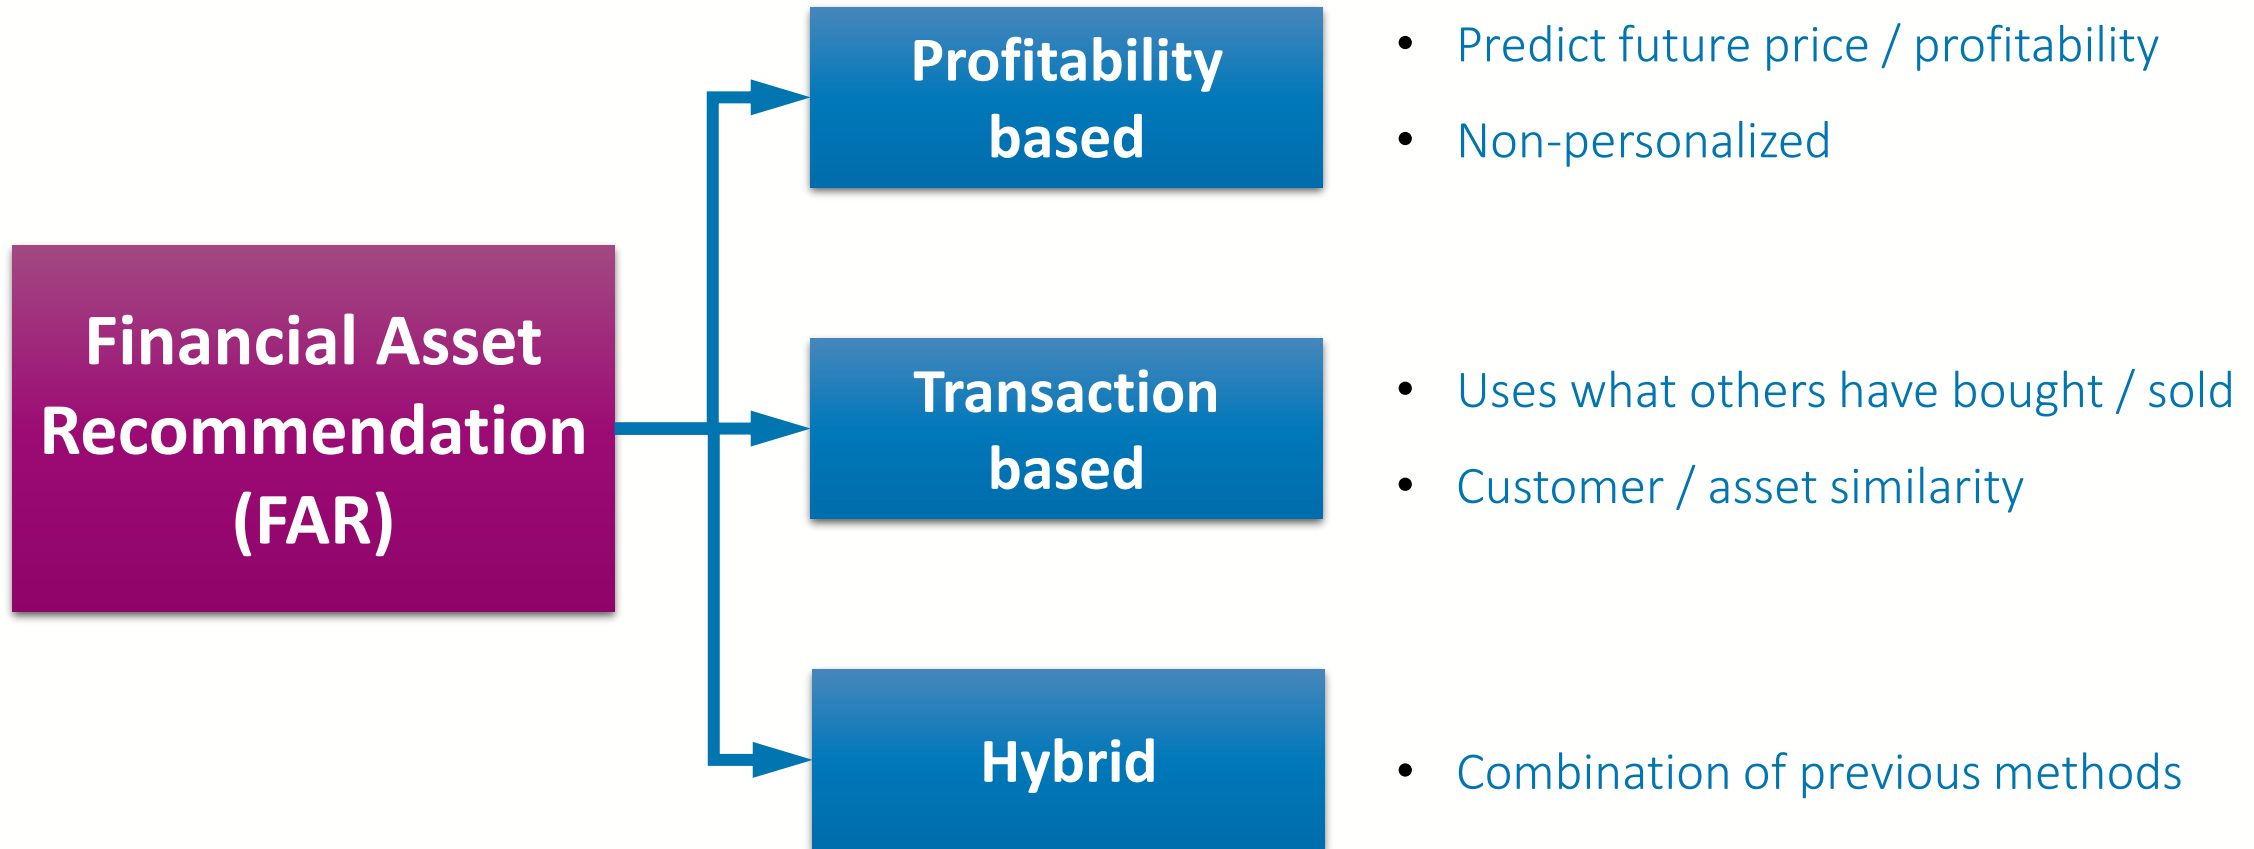 Financial Asset
Recommendation
(FAR)
Profitability
based
• Predict future price / profitability
• Non-personalized
Transaction
based
• Uses what others have bought / sold
• Customer / asset similarity
Hybrid
• Combination of previous methods